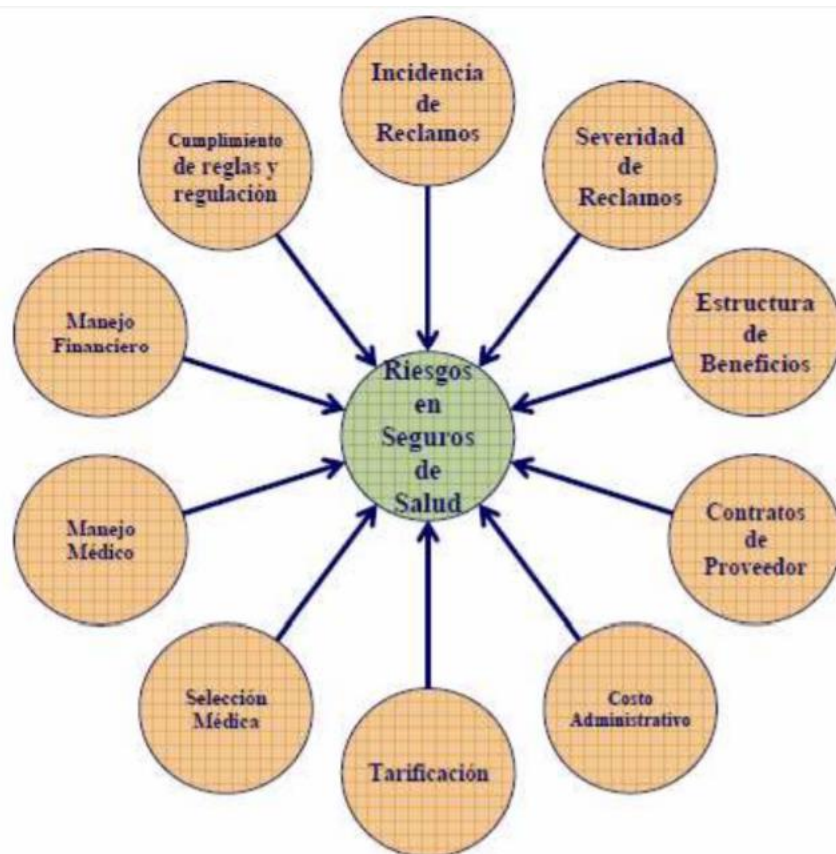 Incidencia
de
Reclamos
Severidad
de
Reclamos
Estructura
de
Beneficios
Contratos
de
Proveedor
Costo
Administrativo
Tarificación
Selección
Médica
Manejo
Médico
Manejo
Financiero
Cumplimiento
de reglas y
regulación
Riesgos
en
Seguros
de
Salud